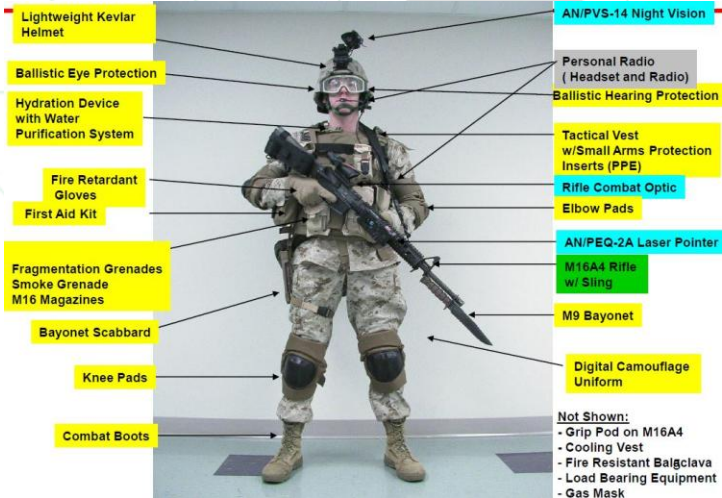 Lightweight Kevlar
Helmet
Ballistic Eye Protection
Hydration Device
with Water
Purification System
Fire Retardant
Gloves
First Aid Kit
Fragmentation Grenades
Smoke Grenade
M16 Magazines
Bayonet Scabbard
Knee Pads
Combat Boots
AN/PVS-14 Night Vision
Personal Radio
( Headset and Radio)
Ballistic Hearing Protection
Tactical Vest
w/Small Arms Protection
Inserts (PPE)
Rifle Combat Optic
Elbow Pads
AN/PEQ-2A Laser Pointer
M16A4 Rifle
w/ Sling
M9 Bayonet
Digital Camouflage
Uniform
Not Shown:
- Grip Pod on M16A4
- Cooling Vest
- Fire Resistant Balaclava
- Load Bearing Equipment
- Gas Mask
5